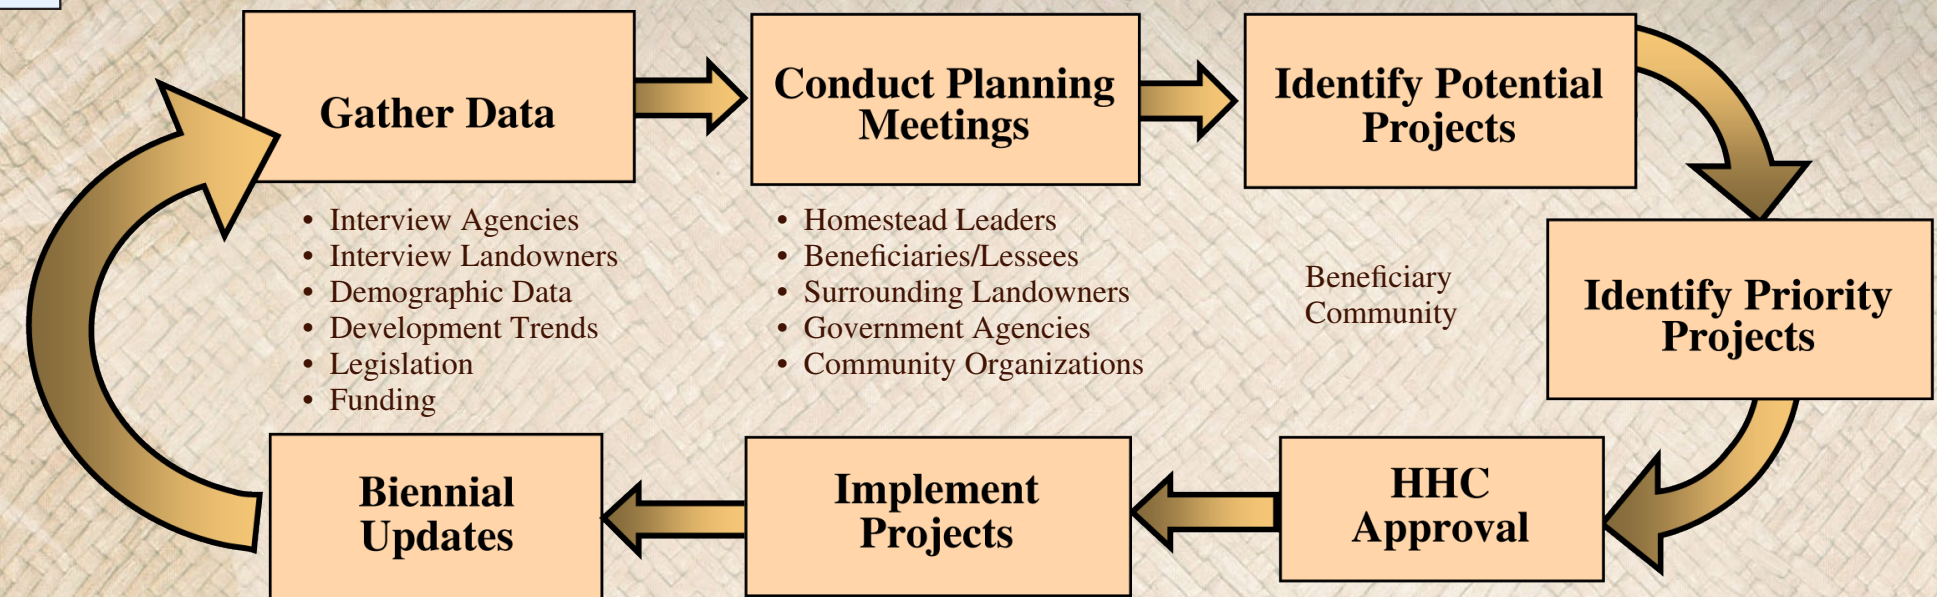 Gather Data
• Interview Agencies
• Interview Landowners
• Demographic Data
• Development Trends
• Legislation
• Funding
Conduct Planning
Meetings
• Homestead Leaders
• Beneficiaries/Lessees
• Surrounding Landowners
• Government Agencies
• Community Organizations
Identify Potential
Projects
Beneficiary
Community
Identify Priority
Projects
HHC
Approval
Implement
Projects
Biennial
Updates